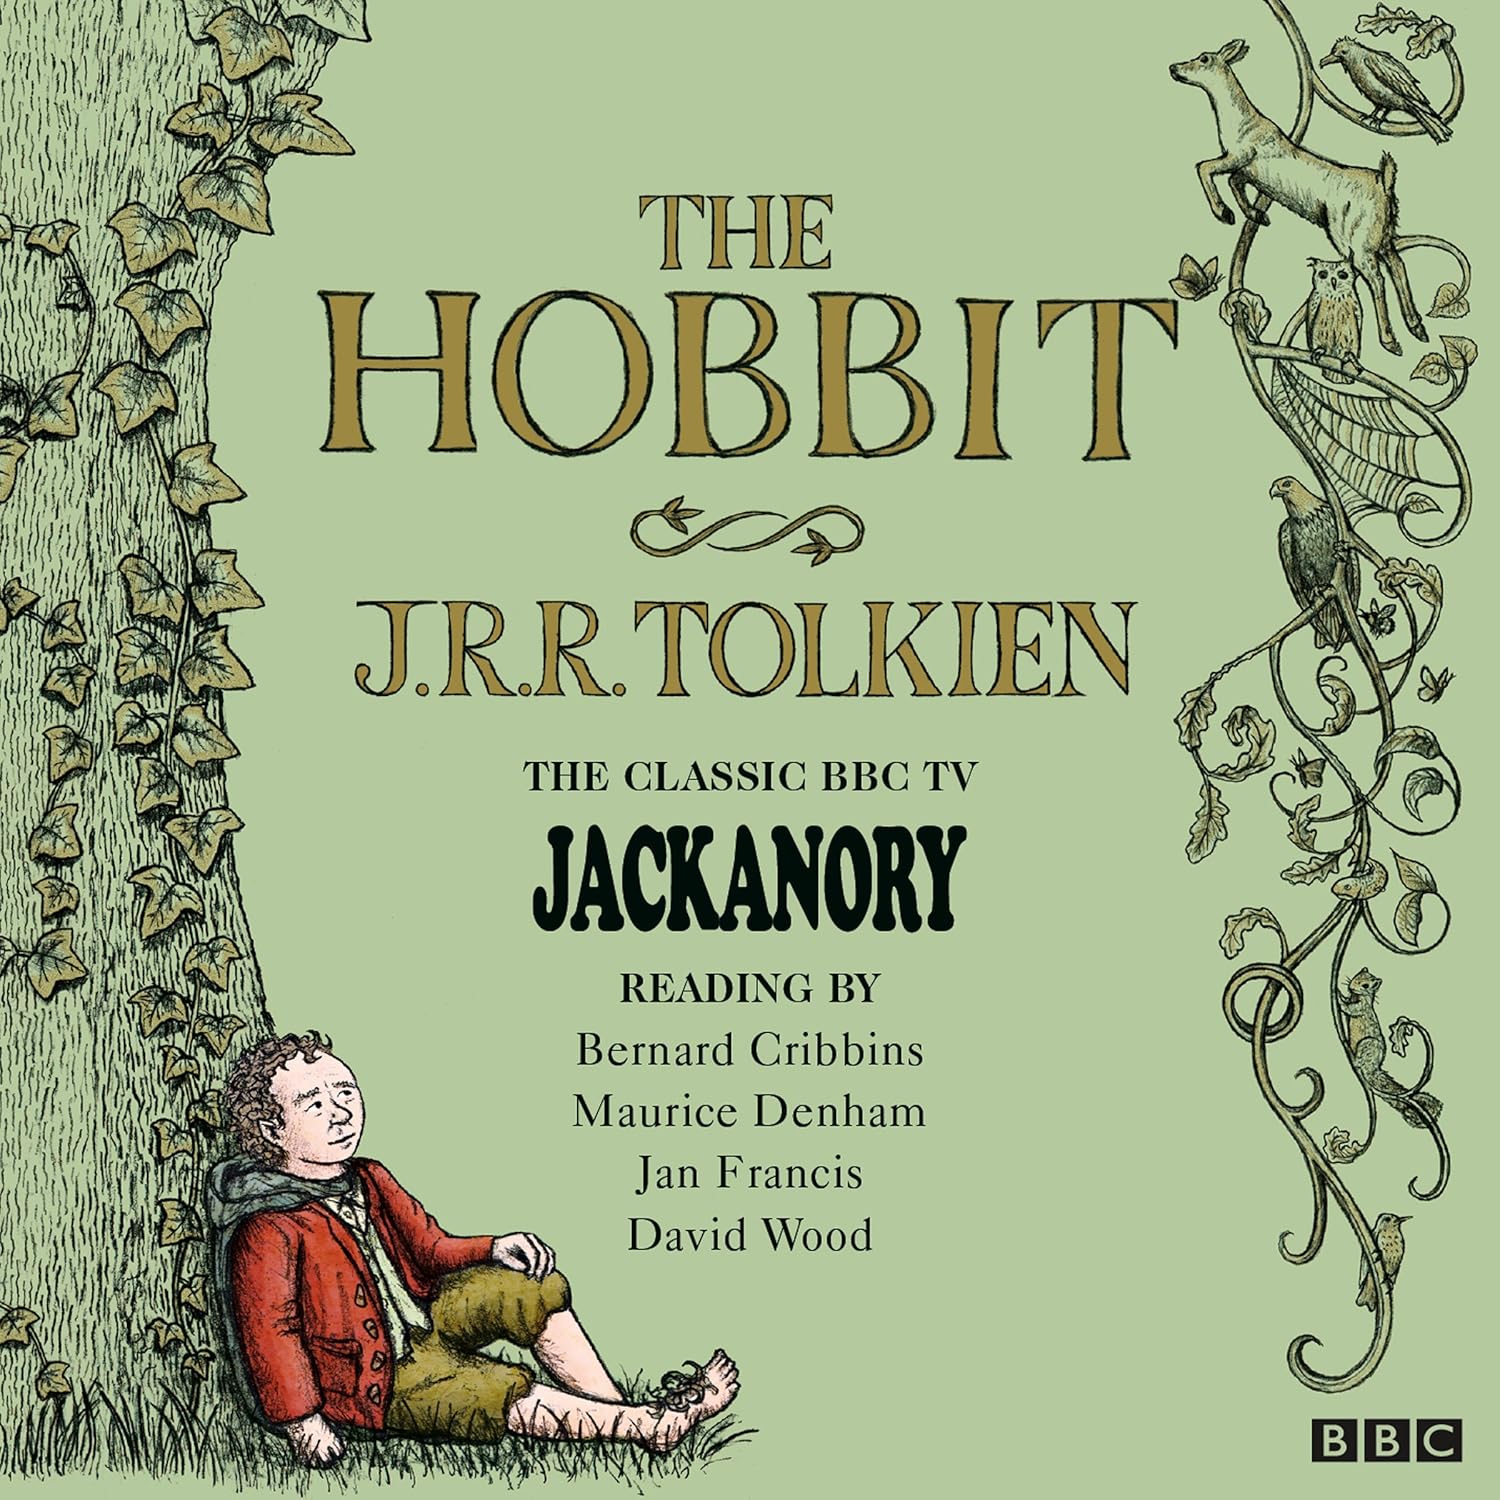 THE
HOBBIT
J.R.R. TOLKIEN
THE CLASSIC BBC TV
JACKANORY
READING BY
Bernard Cribbins
Maurice Denham
Jan Francis
David Wood
BBC